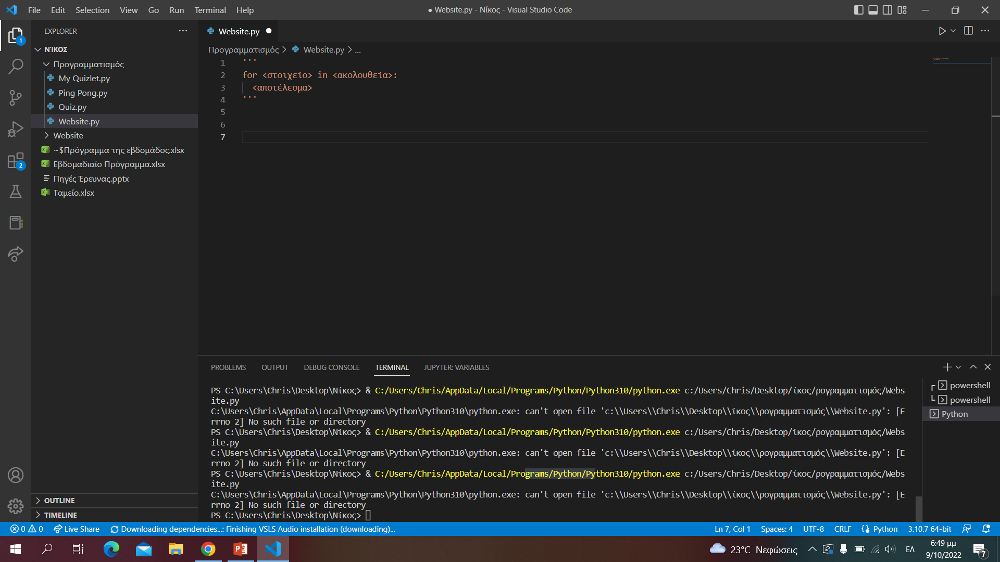 File Edit Selection View Go Run Terminal Help
● Website.py - Νίκος - Visual Studio Code
EXPLORER
ΝΊΚΟΣ
Προγραμματισμός
My Quizlet.py
Ping Pong.py
Quiz.py
Website.py
Website
~$Πρόγραμμα της εβδομάδος.xlsx
Εβδομαδιαίο Πρόγραμμα.xlsx
Πηγές Έρευνας.pptx
Ταμείο.xlsx
OUTLINE
TIMELINE
1
2
Website.py
Προγραμματισμός > Website.py > ...
1 '''
2 for <στοιχείο> in <ακολουθεία>:
3 <αποτέλεσμα>
4 '''
5
6
7
PROBLEMS OUTPUT DEBUG CONSOLE TERMINAL JUPYTER: VARIABLES
PS C:\Users\Chris\Desktop\Νίκος> & C:/Users/Chris/AppData/Local/Programs/Python/Python310/python.exe c:/Users/Chris/Desktop/ίκος/ρογραμματισμός/Webs
ite.py
C:\Users\Chris\AppData\Local\Programs\Python\Python310\python.exe: can't open file 'c:\\Users\\Chris\\Desktop\\ίκος\\ρογραμματισμός\\Website.py': [E
rrno 2] No such file or directory
PS C:\Users\Chris\Desktop\Νίκος> & C:/Users/Chris/AppData/Local/Programs/Python/Python310/python.exe c:/Users/Chris/Desktop/ίκος/ρογραμματισμός/Webs
ite.py
C:\Users\Chris\AppData\Local\Programs\Python\Python310\python.exe: can't open file 'c:\\Users\\Chris\\Desktop\\ίκος\\ρογραμματισμός\\Website.py': [E
rrno 2] No such file or directory
PS C:\Users\Chris\Desktop\Νίκος> & C:/Users/Chris/AppData/Local/Programs/Python/Python310/python.exe c:/Users/Chris/Desktop/ίκος/ρογραμματισμός/Webs
ite.py
C:\Users\Chris\AppData\Local\Programs\Python\Python310\python.exe: can't open file 'c:\\Users\\Chris\\Desktop\\ίκος\\ρογραμματισμός\\Website.py': [E
rrno 2] No such file or directory
PS C:\Users\Chris\Desktop\Νίκος>
powershell
powershell
Python
0 0 Live Share Downloading dependencies...: Finishing VSLS Audio installation (downloading)... Ln 7, Col 1 Spaces: 4 UTF-8 CRLF Python 3.10.7 64-bit
23°C Νεφώσεις ΕΛ 6:49 μμ
9/10/2022 7